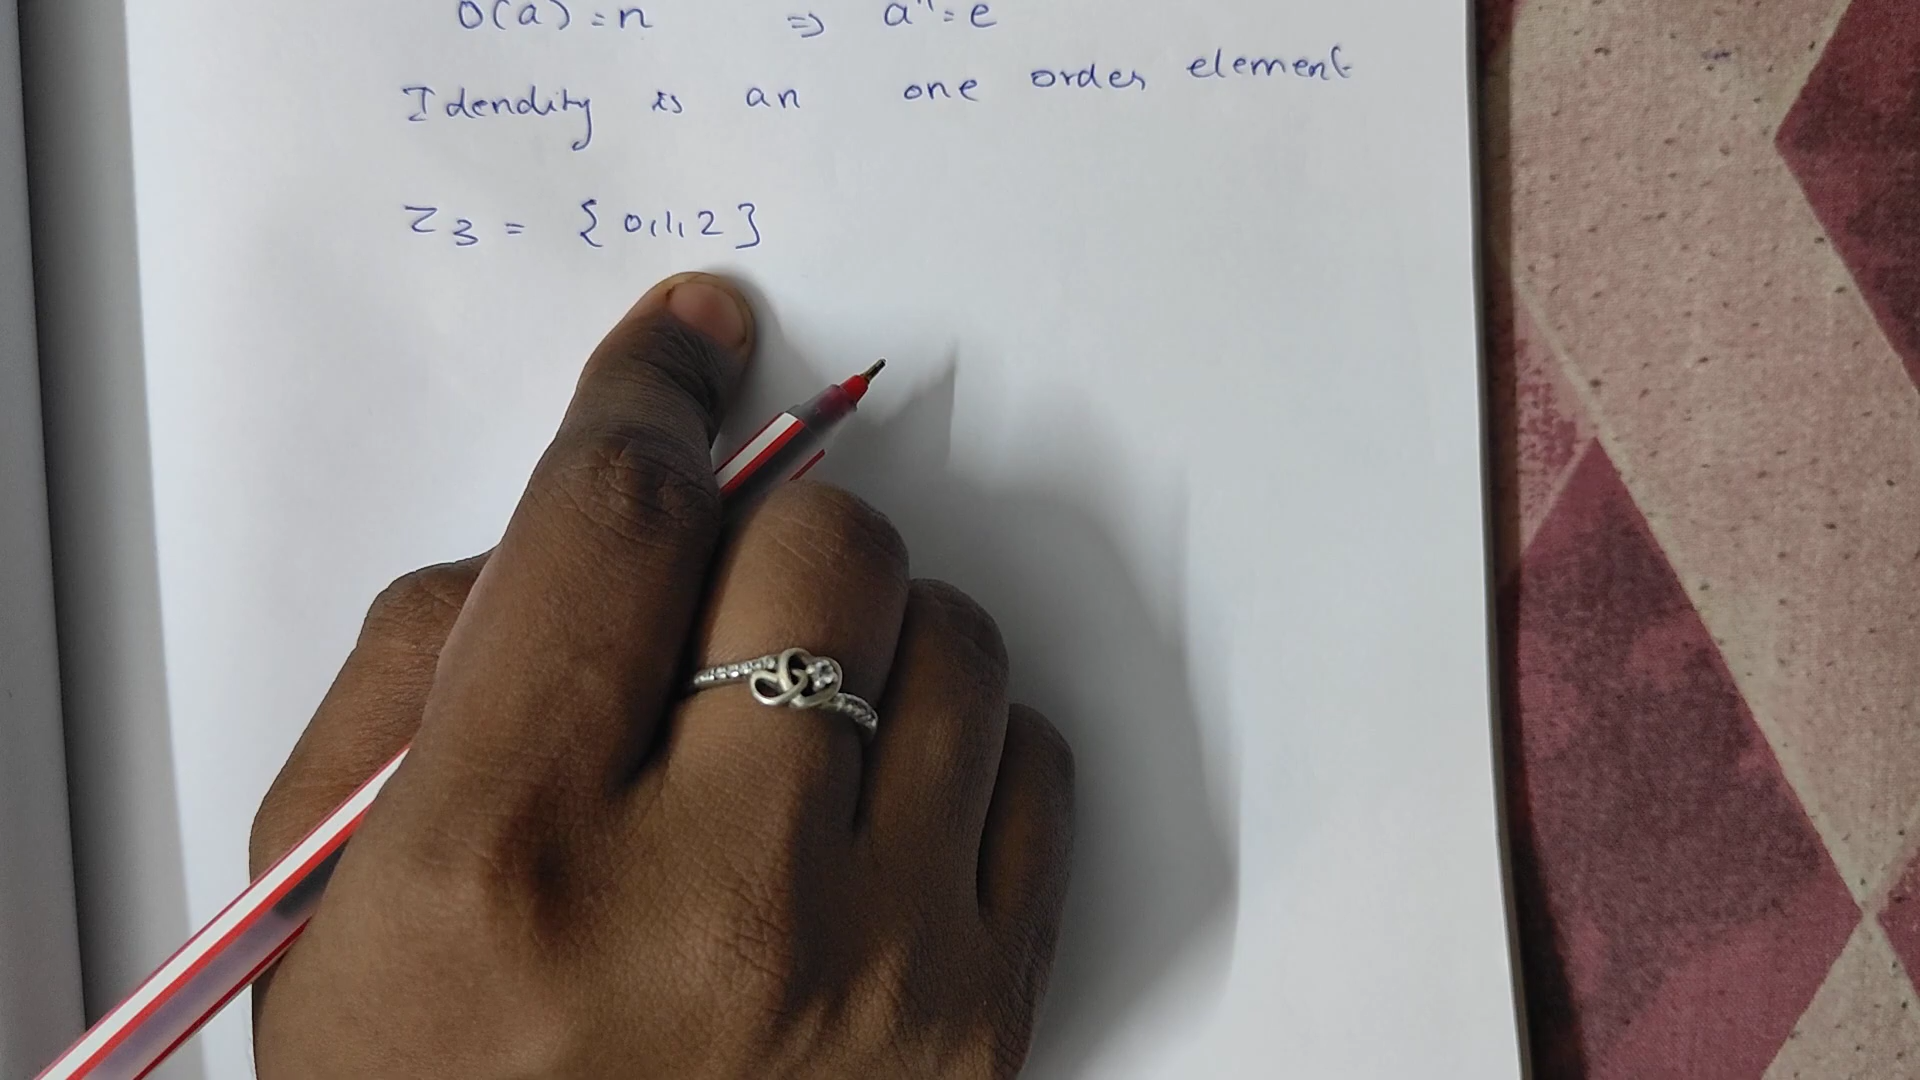 O(a) = n => aⁿ = e
Idendity is an one order element
Z3 = {0,1,2}